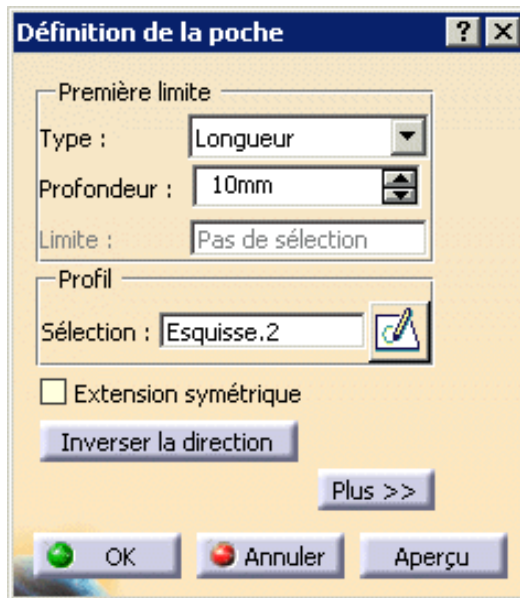 Définition de la poche
Première limite
Type : Longueur
Profondeur : 10mm
Limite : Pas de sélection
Profil
Sélection : Esquisse.2
Extension symétrique
Inverser la direction
Plus >>
OK Annuler Aperçu